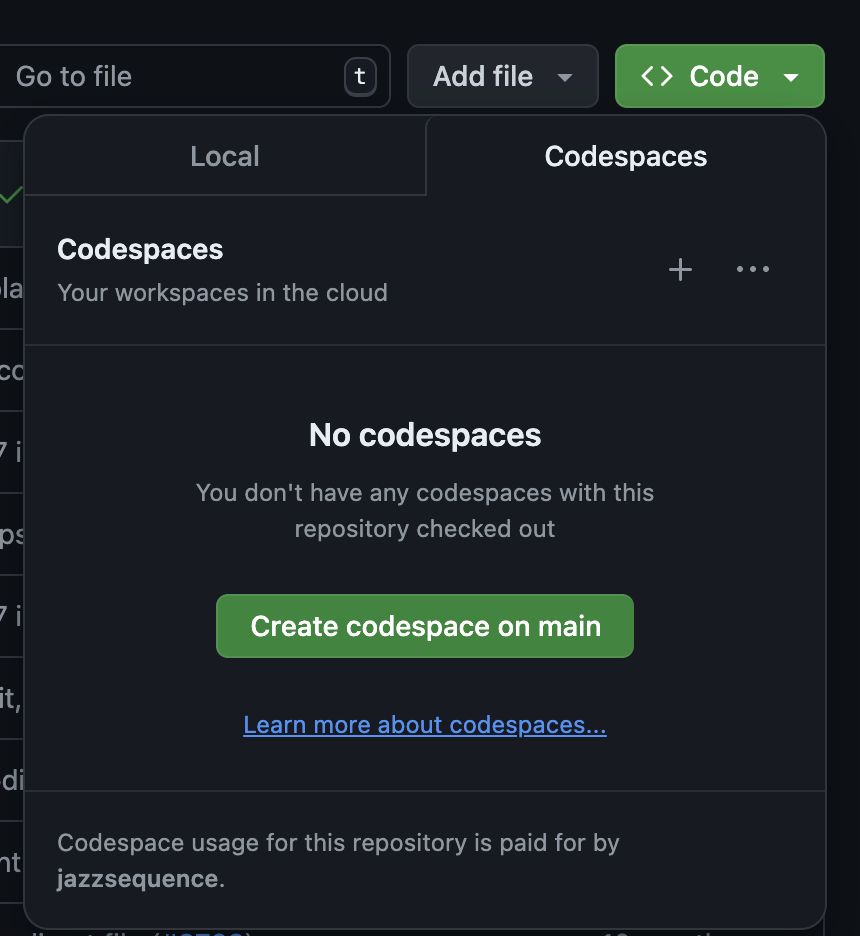 Go to file
t
Add file
Code
Local
Codespaces
Codespaces
Your workspaces in the cloud
No codespaces
You don't have any codespaces with this
repository checked out
Create codespace on main
Learn more about codespaces...
Codespace usage for this repository is paid for by
jazzsequence.